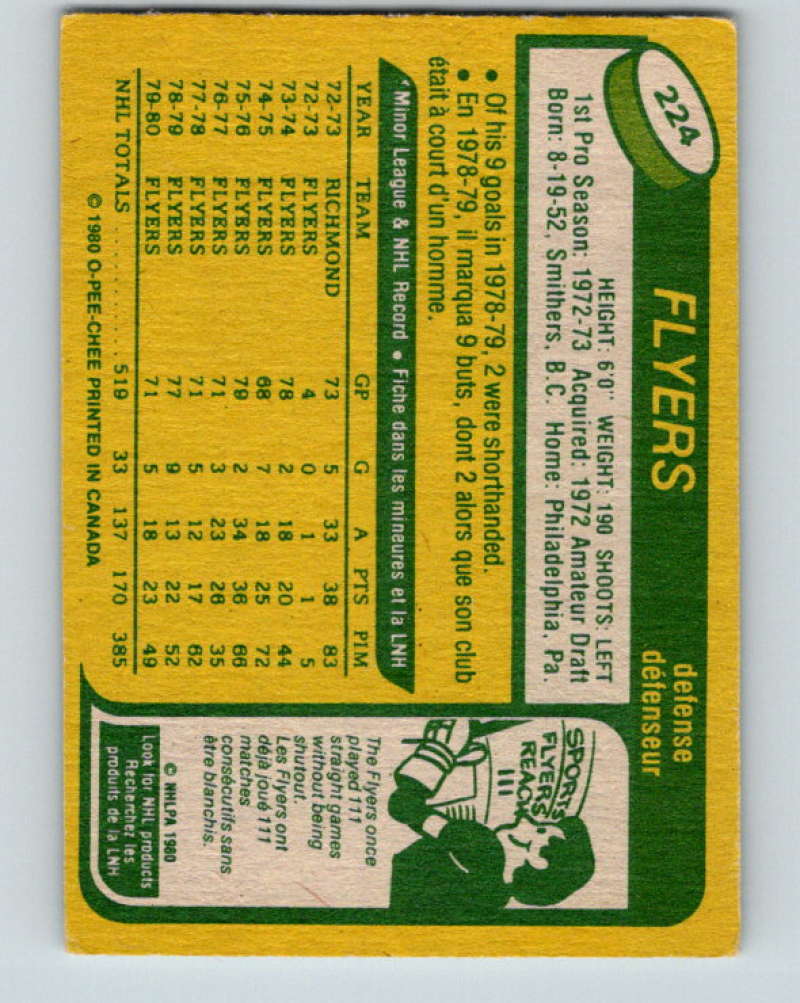 224
FLYERS
defense
défenseur
HEIGHT: 6'0" WEIGHT: 190 SHOOTS: LEFT
1st Pro Season: 1972-73 Acquired: 1972 Amateur Draft
Born: 8-19-52, Smithers, B.C. Home: Philadelphia, Pa.
• Of his 9 goals in 1978-79, 2 were shorthanded.
• En 1978-79, il marqua 9 buts, dont 2 alors que son club
était à court d'un homme.
*Minor League & NHL Record • Fiche dans les mineures et la LNH
YEAR TEAM GP G A PTS PIM
72-73 RICHMOND 73 5 33 38 83
72-73 FLYERS 4 0 1 1 5
73-74 FLYERS 78 2 18 20 44
74-75 FLYERS 68 7 18 25 72
75-76 FLYERS 79 2 34 36 66
76-77 FLYERS 71 3 23 26 35
77-78 FLYERS 71 5 12 17 62
78-79 FLYERS 77 9 13 22 52
79-80 FLYERS 71 5 18 23 49
NHL TOTALS ........... 519 33 137 170 385
© 1980 O-PEE-CHEE PRINTED IN CANADA
SPORTS
FLYERS
REACH
111
The Flyers once
played 111
straight games
without being
shutout.
Les Flyers ont
déjà joué 111
matches
consécutifs sans
être blanchis.
© NHLPA 1980
Look for NHL products
Recherchez les
produits de la LNH